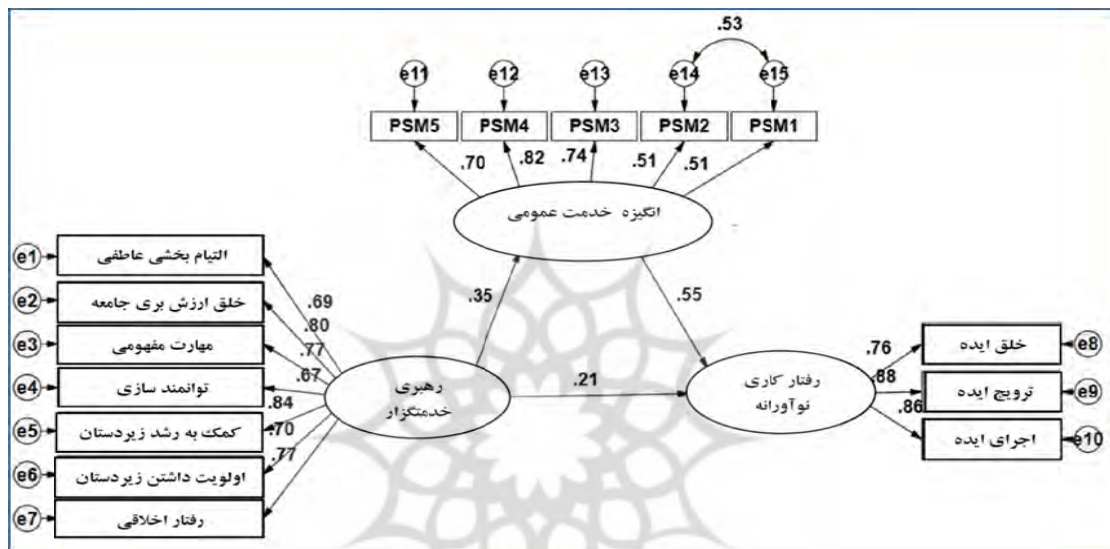 .53
e11 e12 e13 e14 e15
PSM5 PSM4 PSM3 PSM2 PSM1
.70 .82 .74 .51 .51
انگیزه خدمت عمومی
e1 التیام بخشی عاطفی
e2 خلق ارزش بری جامعه
e3 مهارت مفهومی
e4 توانمند سازی
e5 کمک به رشد زیردستان
e6 اولویت داشتن زیردستان
e7 رفتار اخلاقی
.69
.80
.77
.67
.84
.70
.77
رهبری
خدمتگزار
.35
.55
.21
رفتار کاری
نوآورانه
.76
.88
.86
خلق ایده e8
ترویج ایده e9
اجرای ایده e10